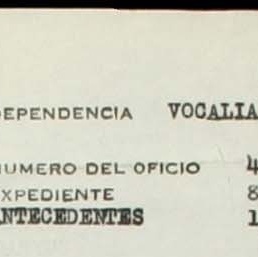 DEPENDENCIA VOCALIA
NUMERO DEL OFICIO 4
EXPEDIENTE 8
ANTECEDENTES 1